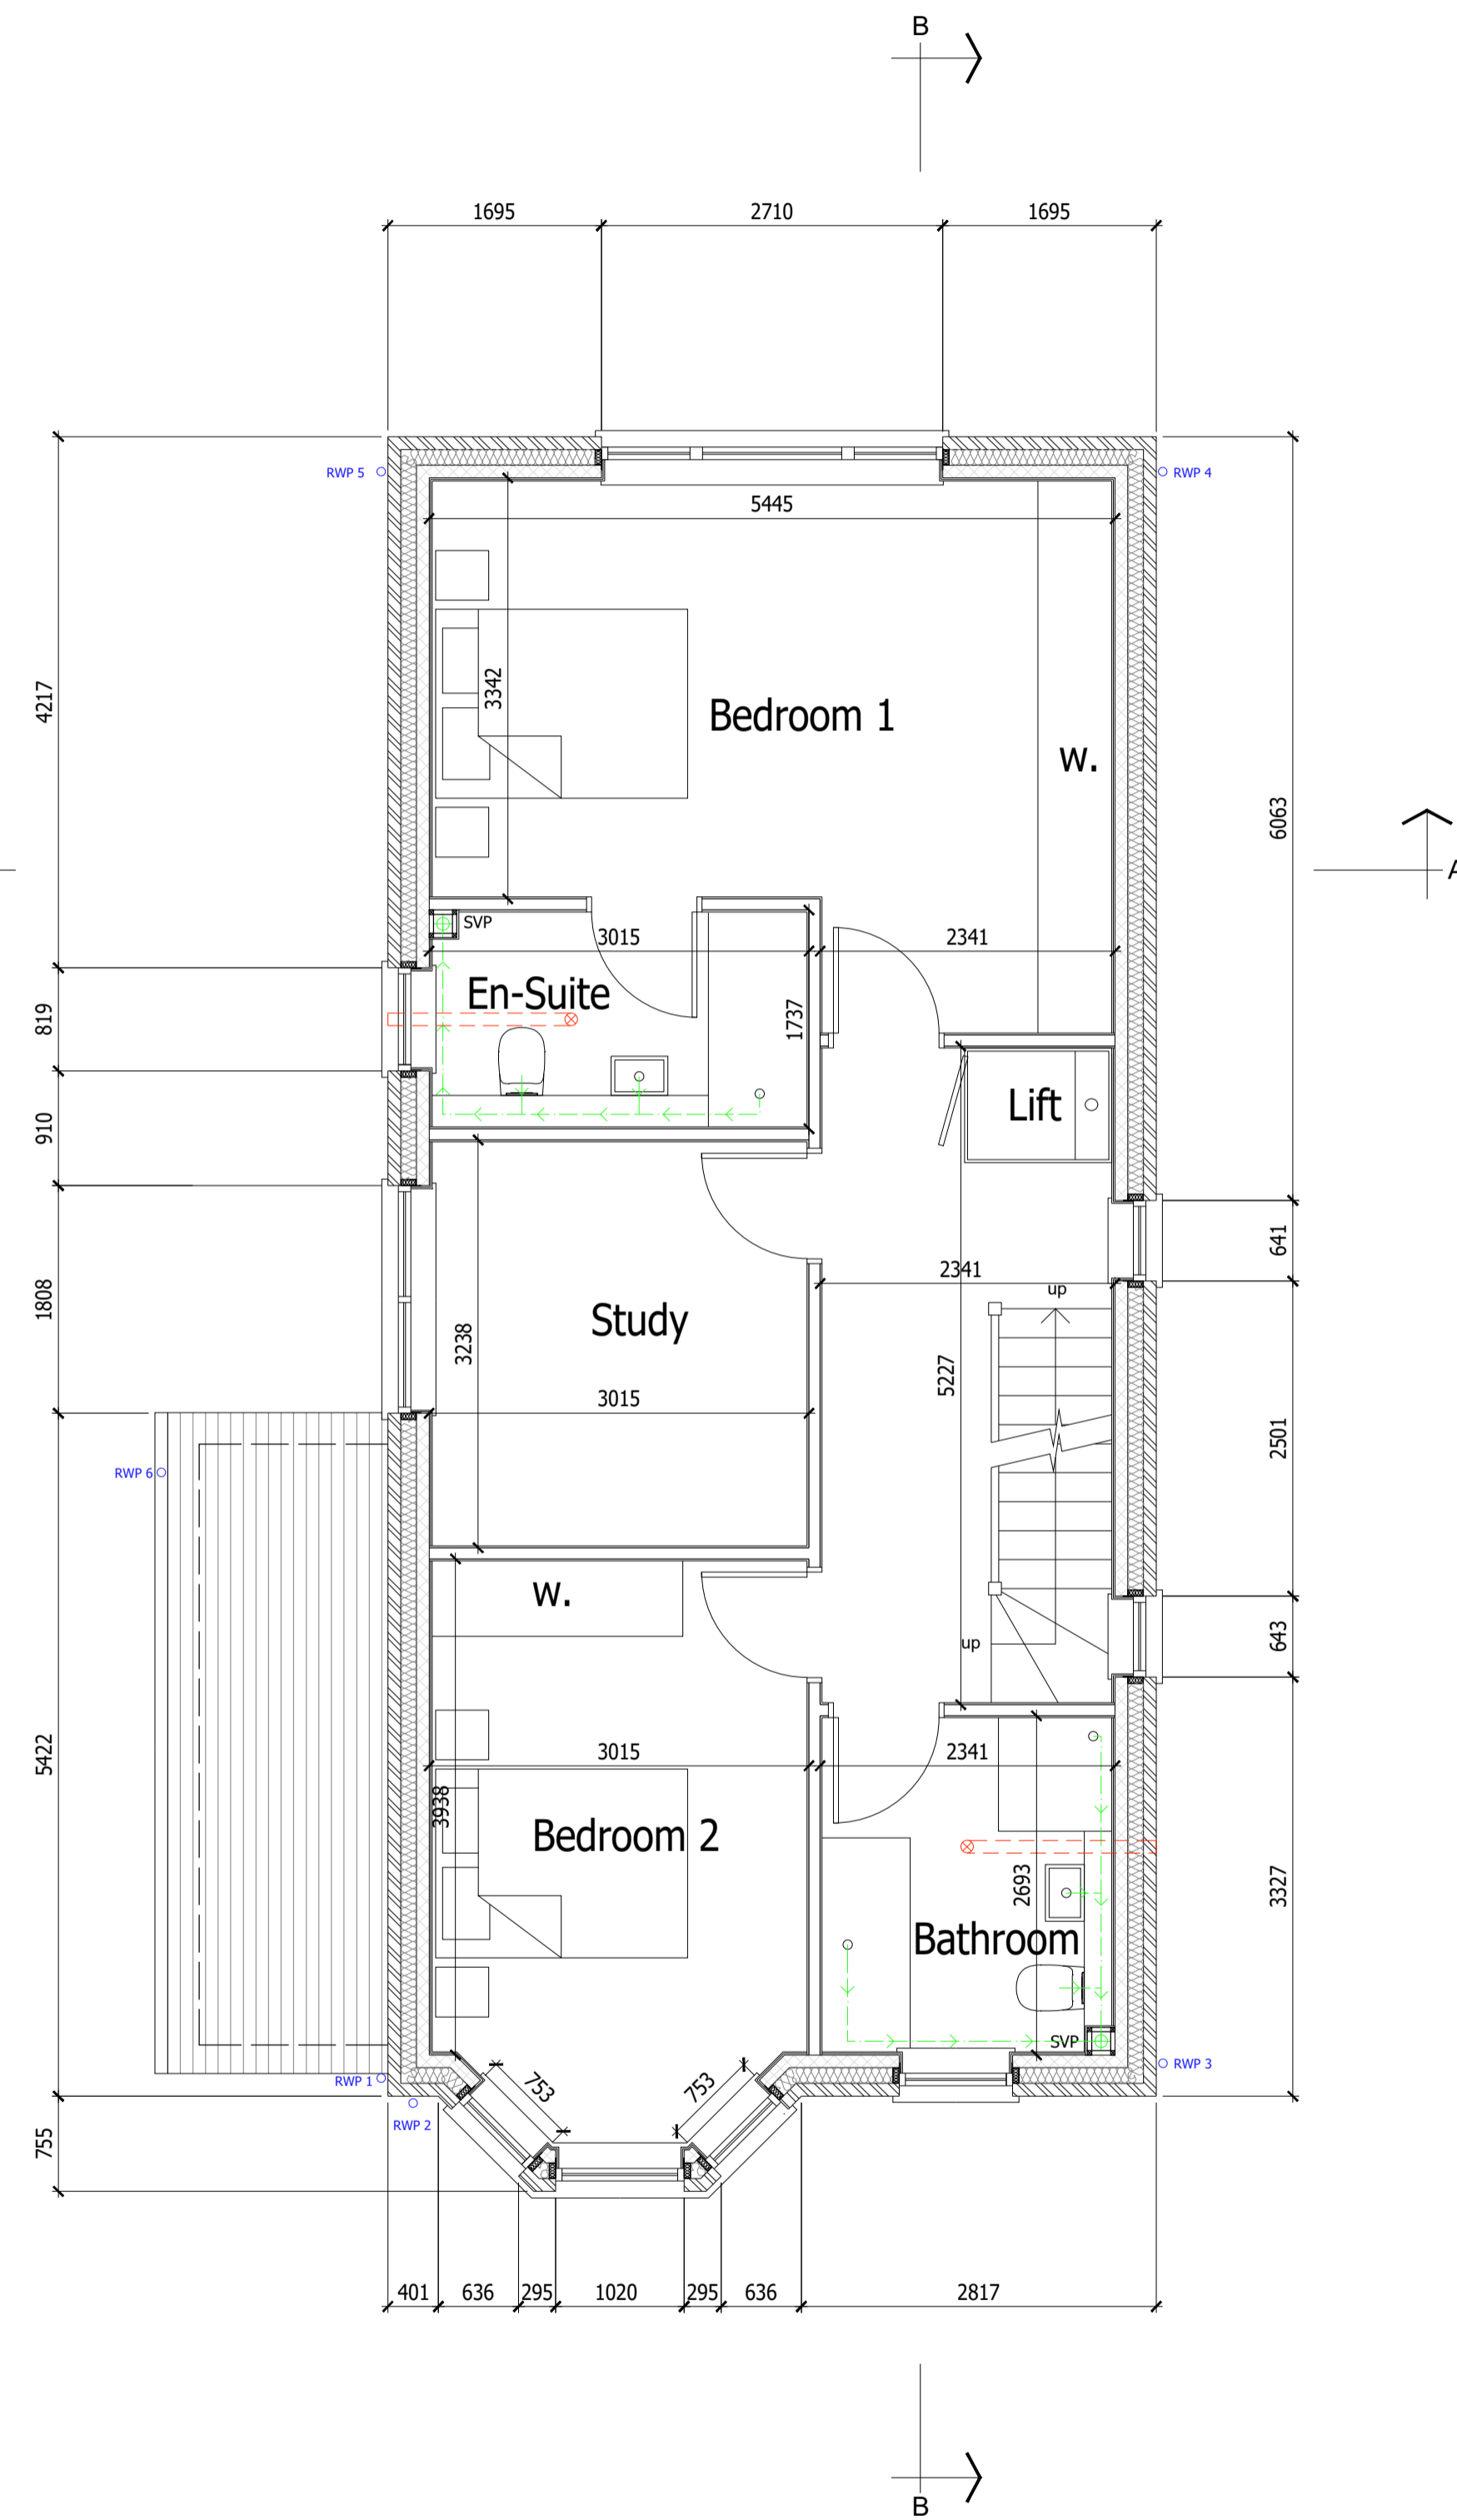 B
1695
2710
1695
RWP 5
RWP 4
5445
4217
3342
Bedroom 1
w.
6063
A
SVP
3015
2341
En-Suite
819
1737
910
Lift
641
2341
up
1808
Study
3238
5227
3015
2501
RWP 6
w.
643
up
5422
3015
2341
3938
Bedroom 2
2693
3327
Bathroom
SVP
RWP 3
RWP 1
RWP 2
753
753
755
401
636
295
1020
295
636
2817
B